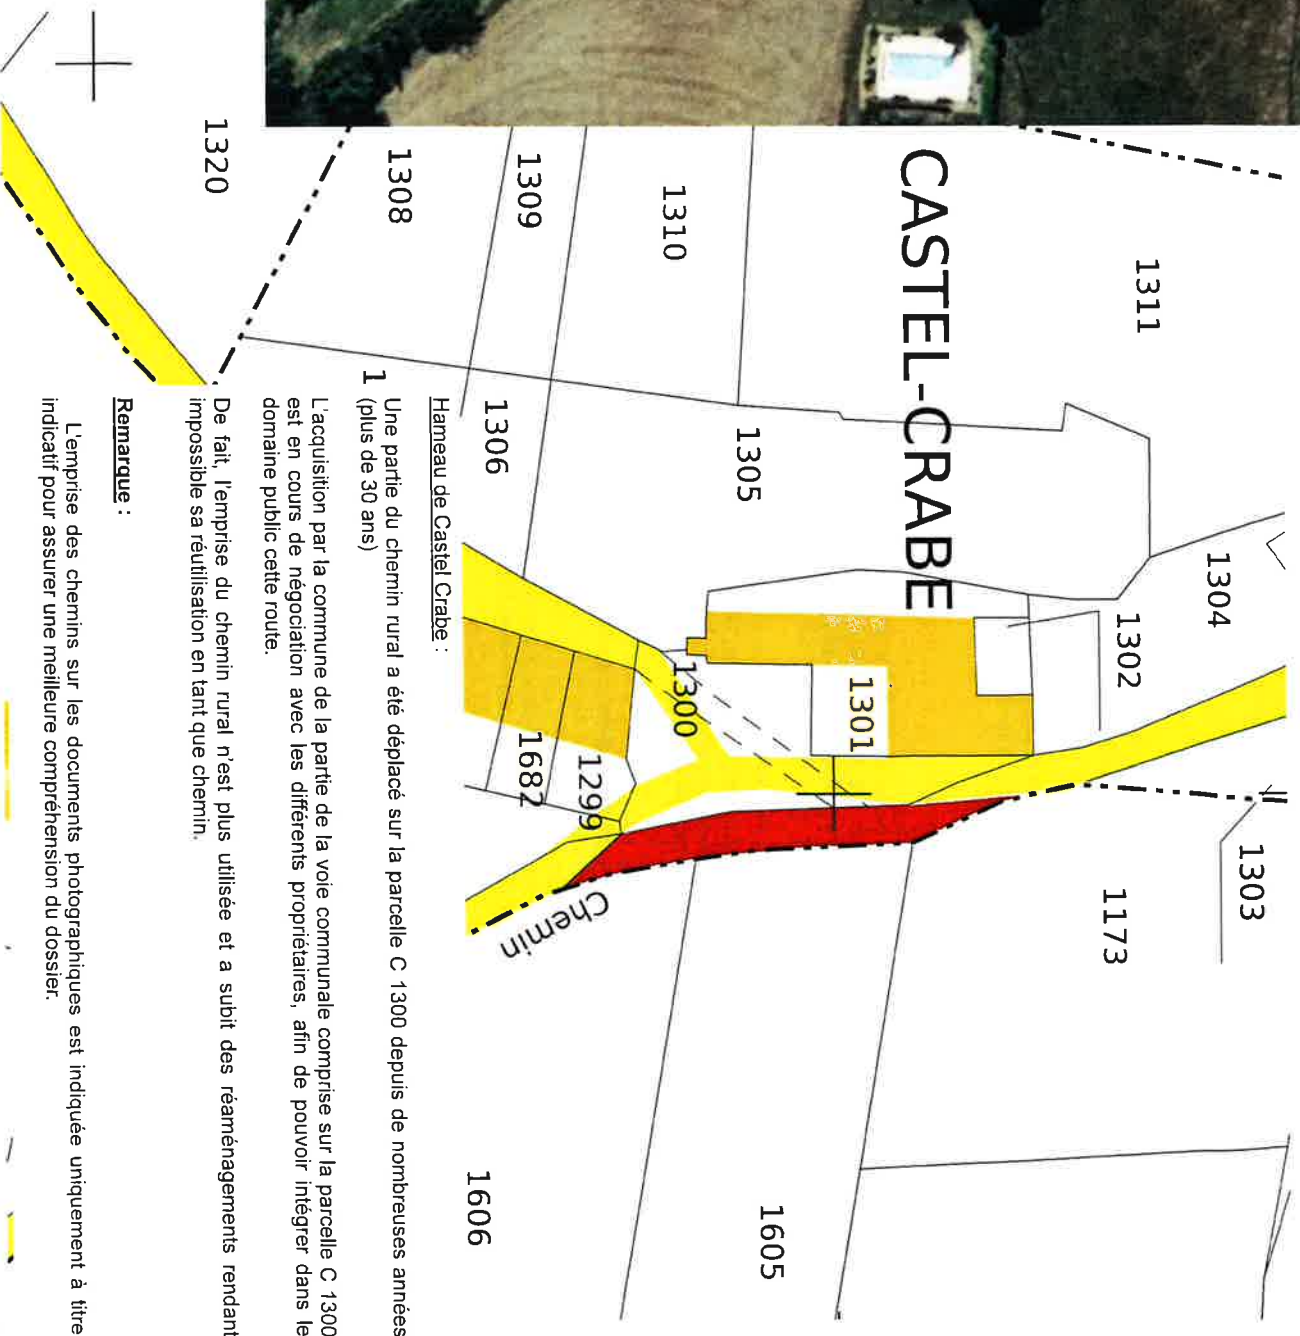 1311
CASTEL-CRABE
1310
1309
1308
1320
1304
1305
1306
1302
1301
1300
1303
1173
1299
1682
Chemin
1605
1606
Hameau de Castel Crabe :
1
Une partie du chemin rural a été déplacé sur la parcelle C 1300 depuis de nombreuses années
(plus de 30 ans)
L'acquisition par la commune de la partie de la voie communale comprise sur la parcelle C 1300
est en cours de négociation avec les différents propriétaires, afin de pouvoir intégrer dans le
domaine public cette route.
De fait, l'emprise du chemin rural n'est plus utilisée et a subit des réaménagements rendant
impossible sa réutilisation en tant que chemin.
Remarque :
L'emprise des chemins sur les documents photographiques est indiquée uniquement à titre
indicatif pour assurer une meilleure compréhension du dossier.